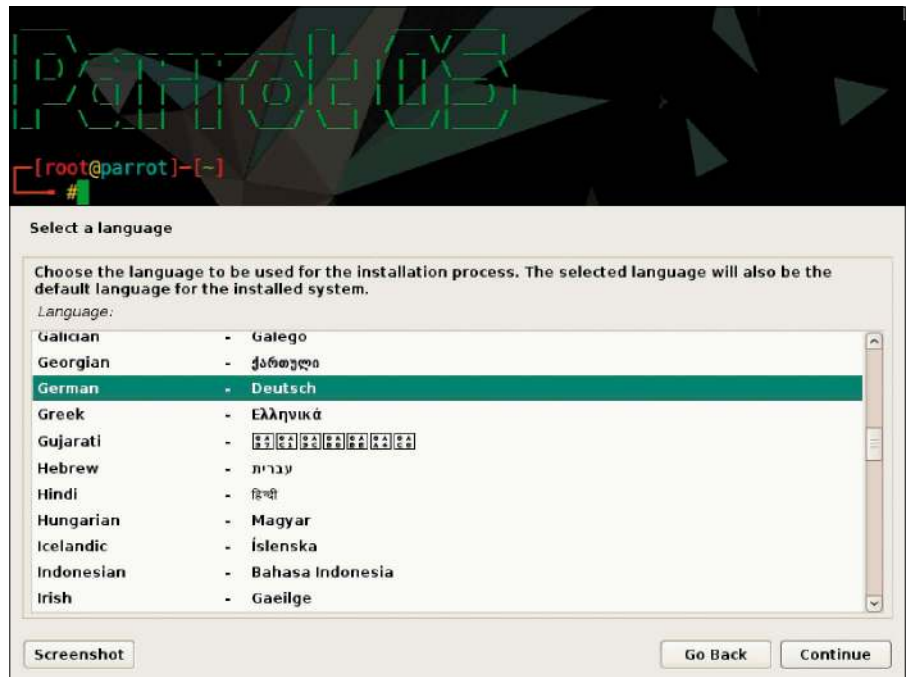 Parrot OS
[root@parrot]-[~]
#
Select a language
Choose the language to be used for the installation process. The selected language will also be the
default language for the installed system.
Language:
Galician - Galego
Georgian - ქართული
German - Deutsch
Greek - Ελληνικά
Gujarati -
Hebrew - עברית
Hindi - हिन्दी
Hungarian - Magyar
Icelandic - Íslenska
Indonesian - Bahasa Indonesia
Irish - Gaeilge
Screenshot Go Back Continue